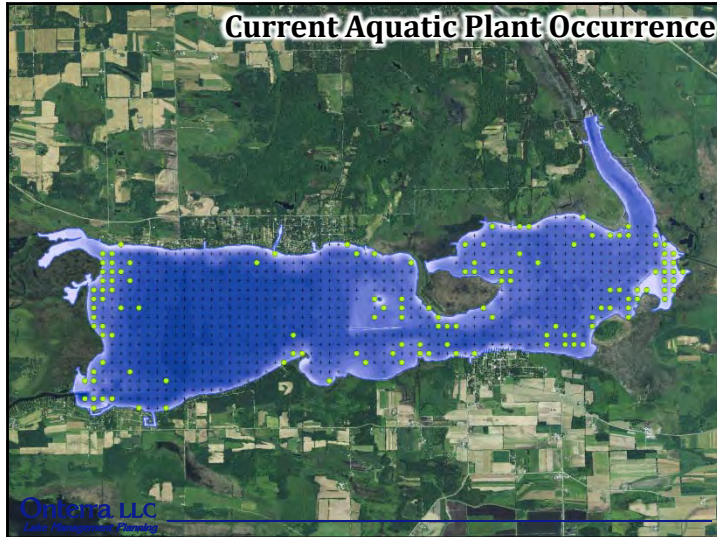 Current Aquatic Plant Occurrence
Onterra LLC
Lake Management Planning